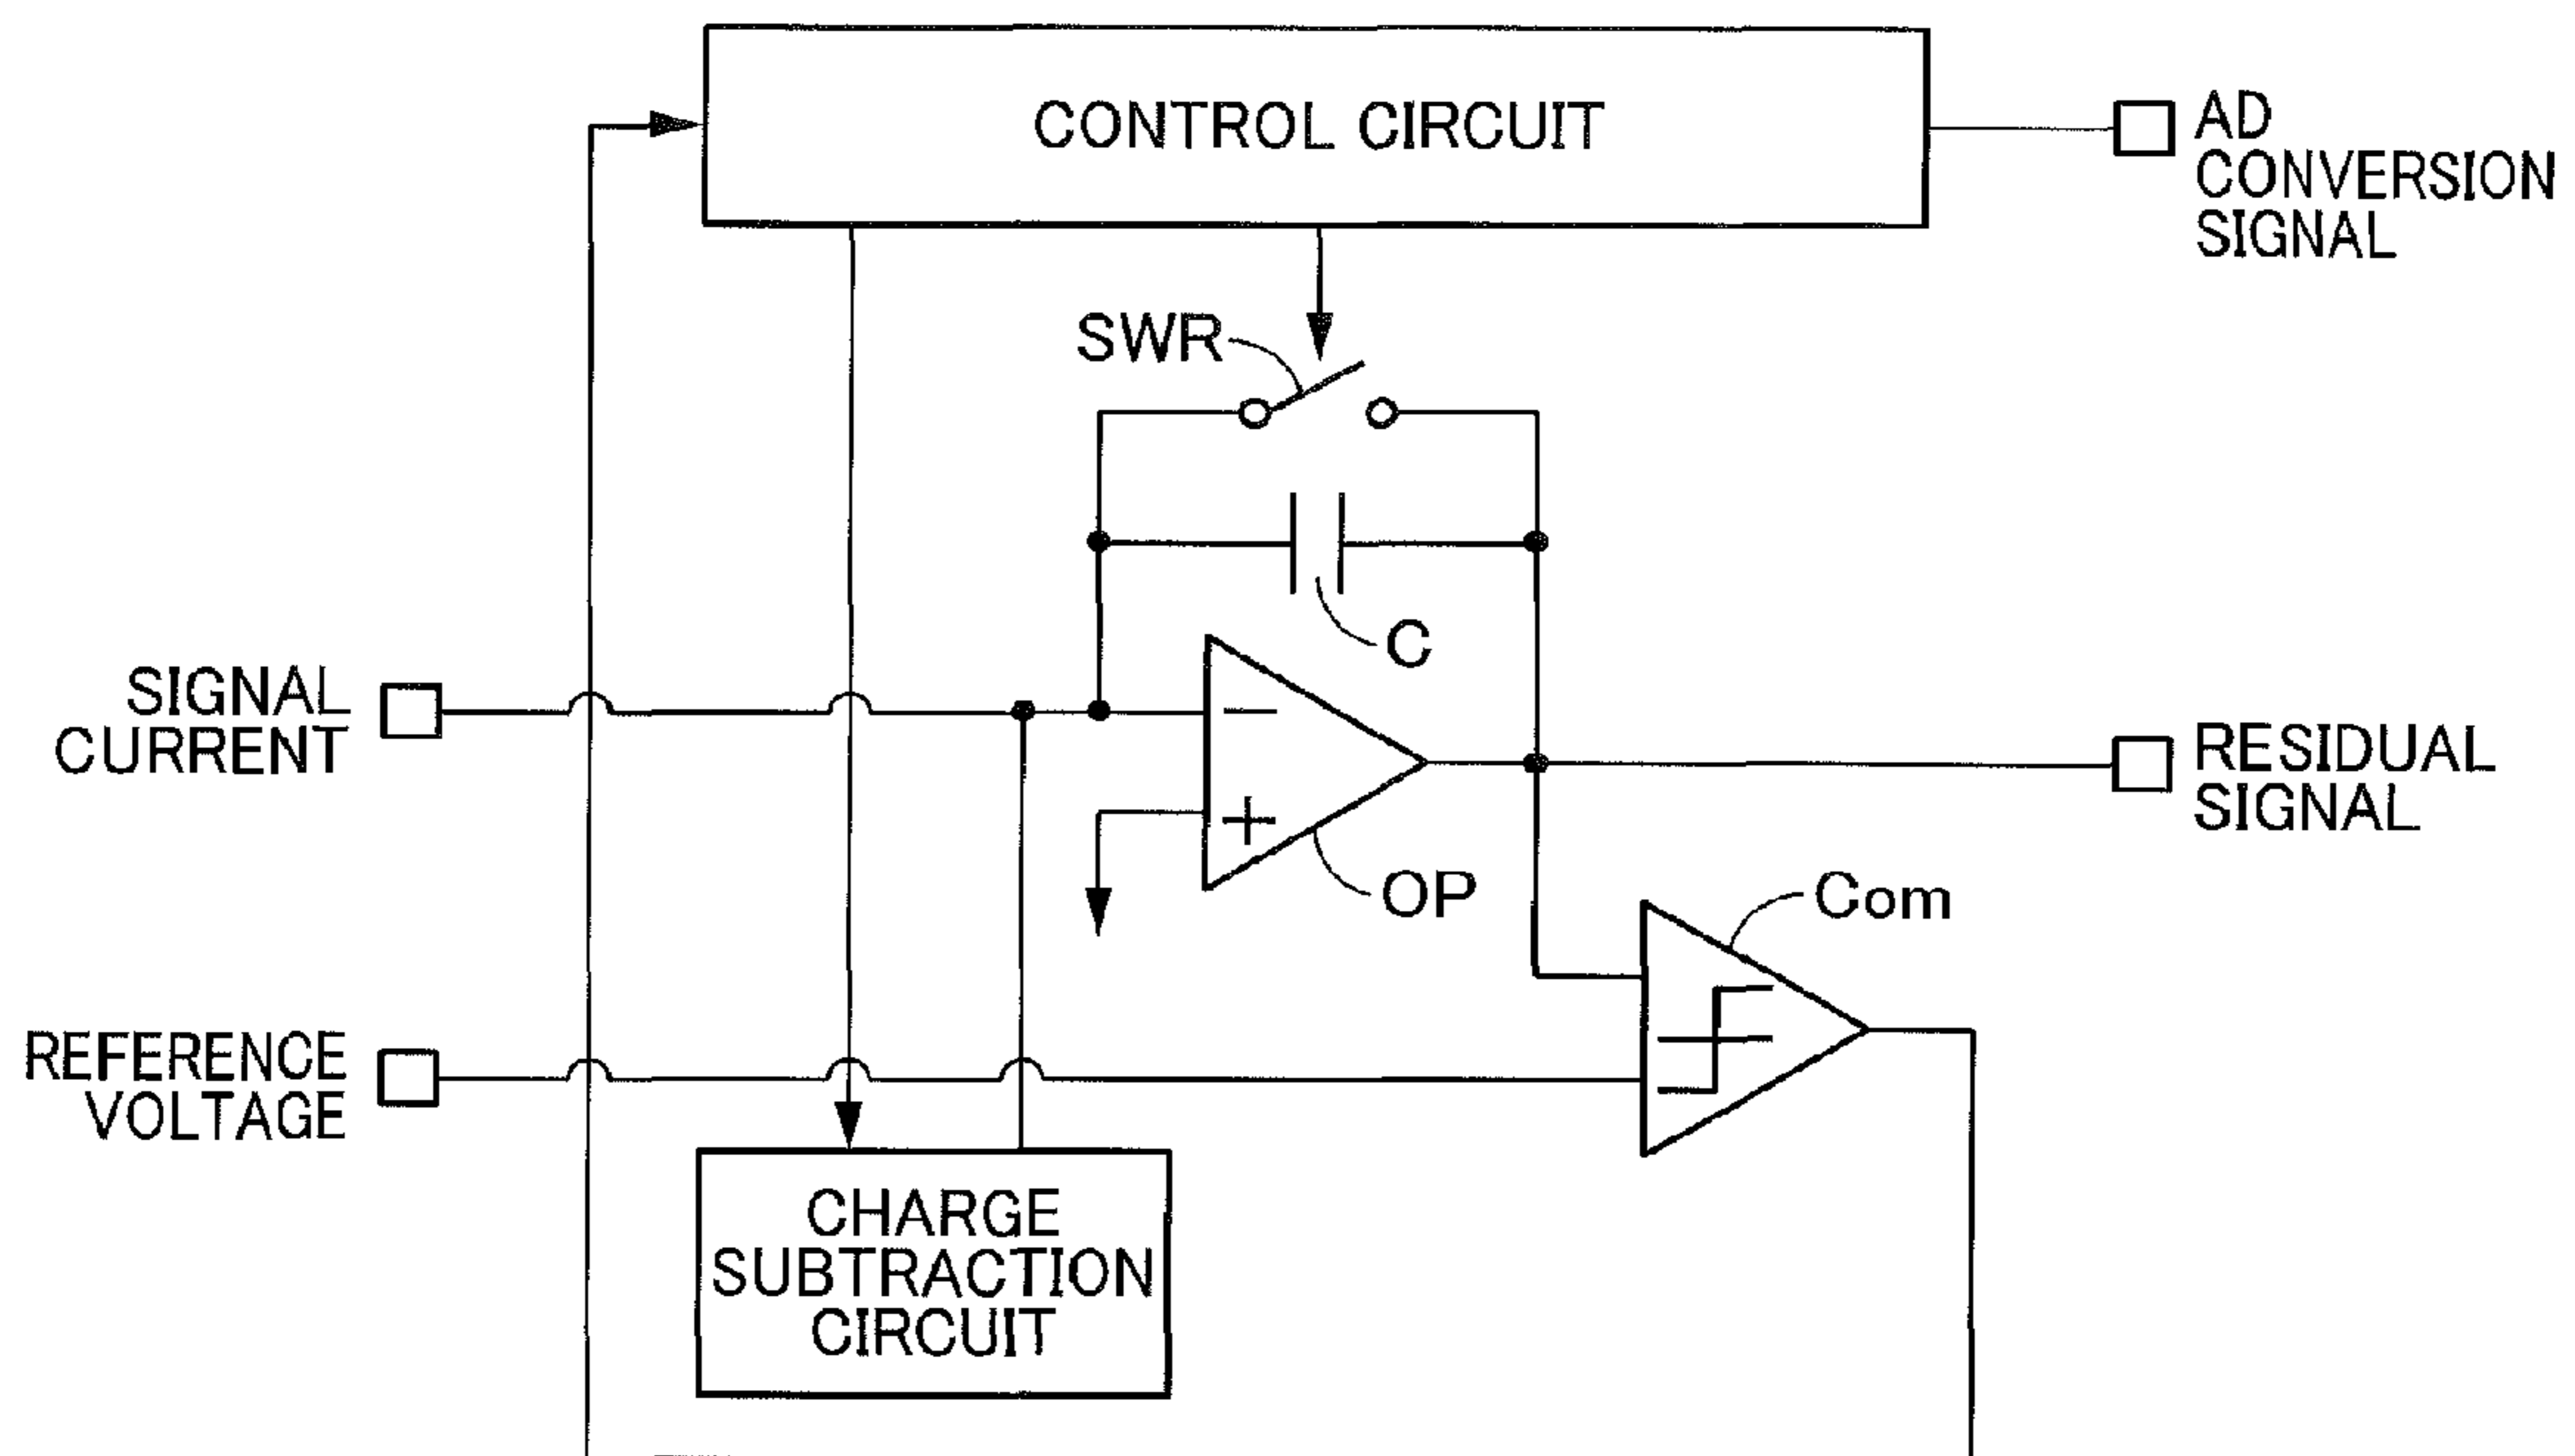 CONTROL CIRCUIT
AD
CONVERSION
SIGNAL
SWR
C
SIGNAL
CURRENT
−
+
OP
RESIDUAL
SIGNAL
Com
REFERENCE
VOLTAGE
CHARGE
SUBTRACTION
CIRCUIT